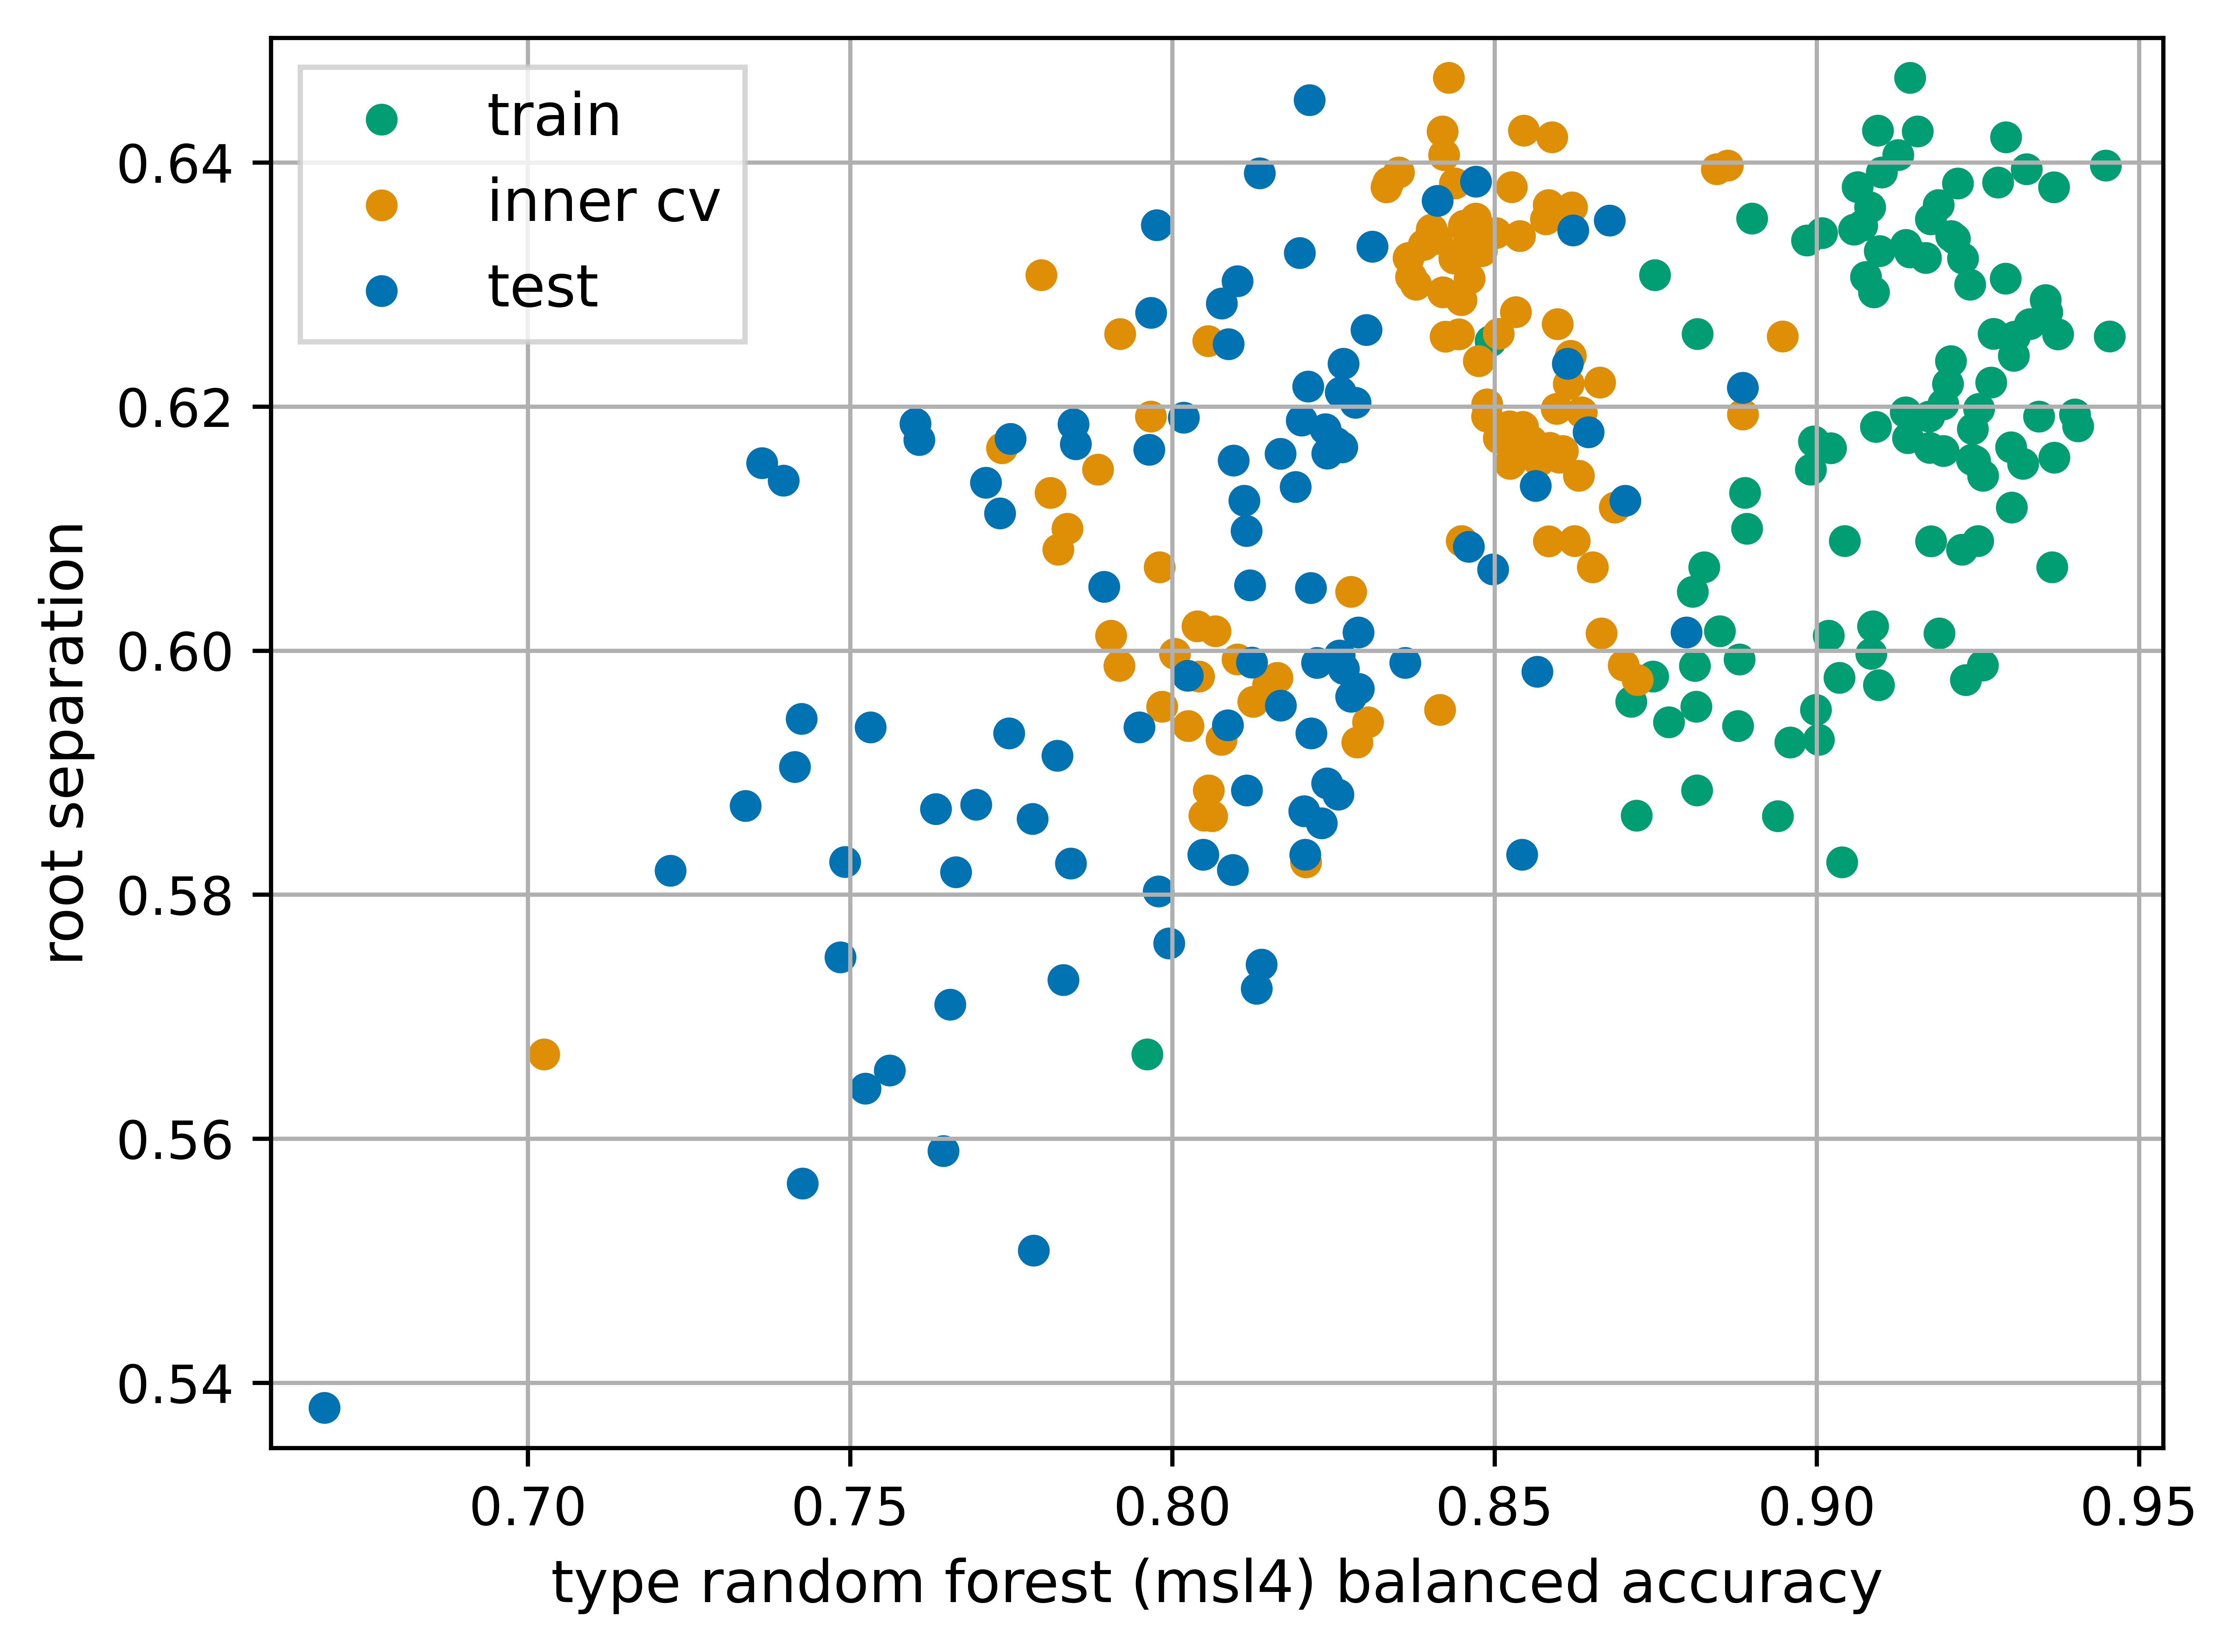 train
inner cv
test
0.64
0.62
0.60
0.58
0.56
0.54
root separation
0.70 0.75 0.80 0.85 0.90 0.95
type random forest (msl4) balanced accuracy